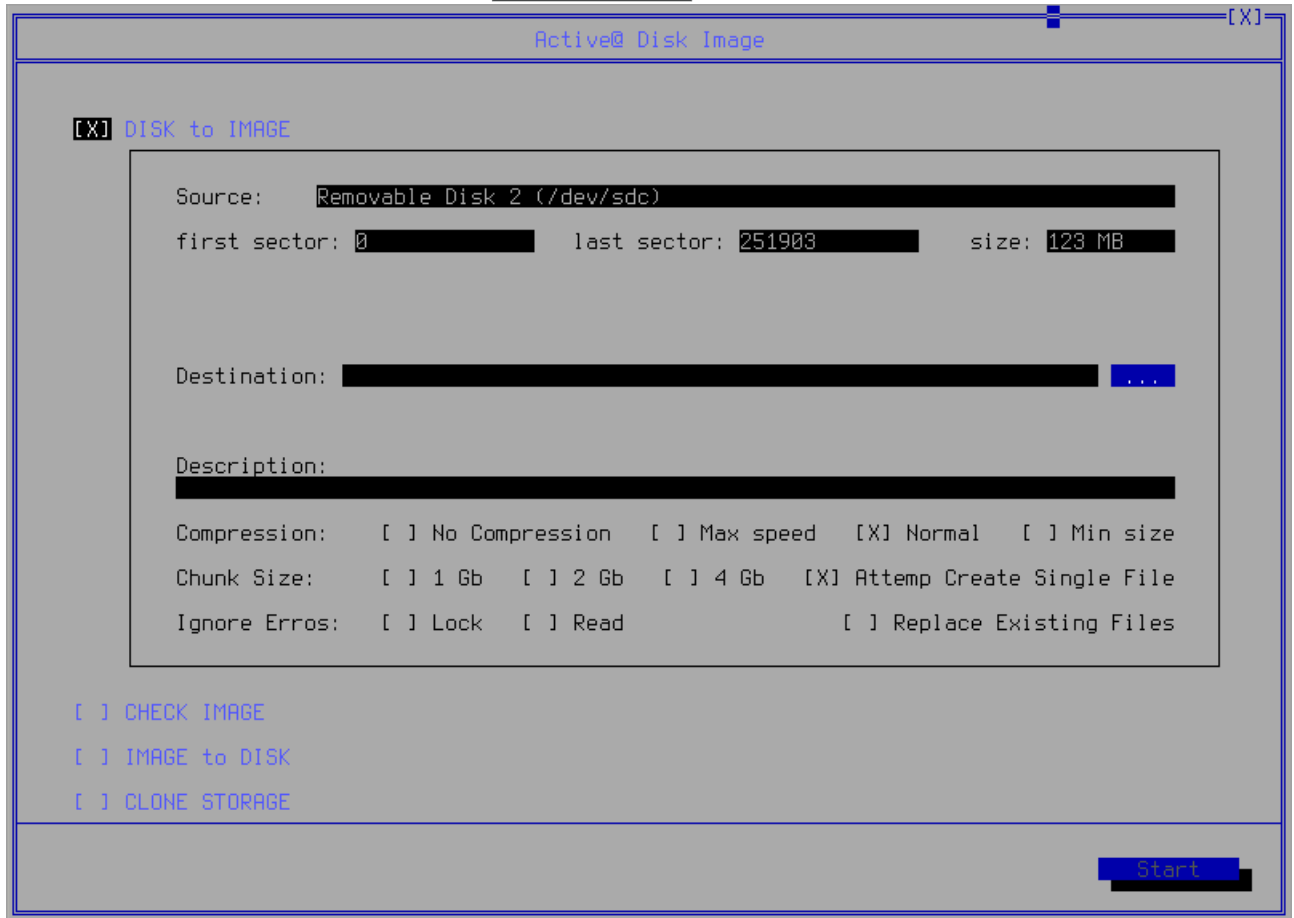 [X]
Active@ Disk Image
[X] DISK to IMAGE
Source: Removable Disk 2 (/dev/sdc)
first sector: 0 last sector: 251903 size: 123 MB
Destination: ...
Description:
Compression: [ ] No Compression [ ] Max speed [X] Normal [ ] Min size
Chunk Size: [ ] 1 Gb [ ] 2 Gb [ ] 4 Gb [X] Attemp Create Single File
Ignore Erros: [ ] Lock [ ] Read [ ] Replace Existing Files
[ ] CHECK IMAGE
[ ] IMAGE to DISK
[ ] CLONE STORAGE
Start